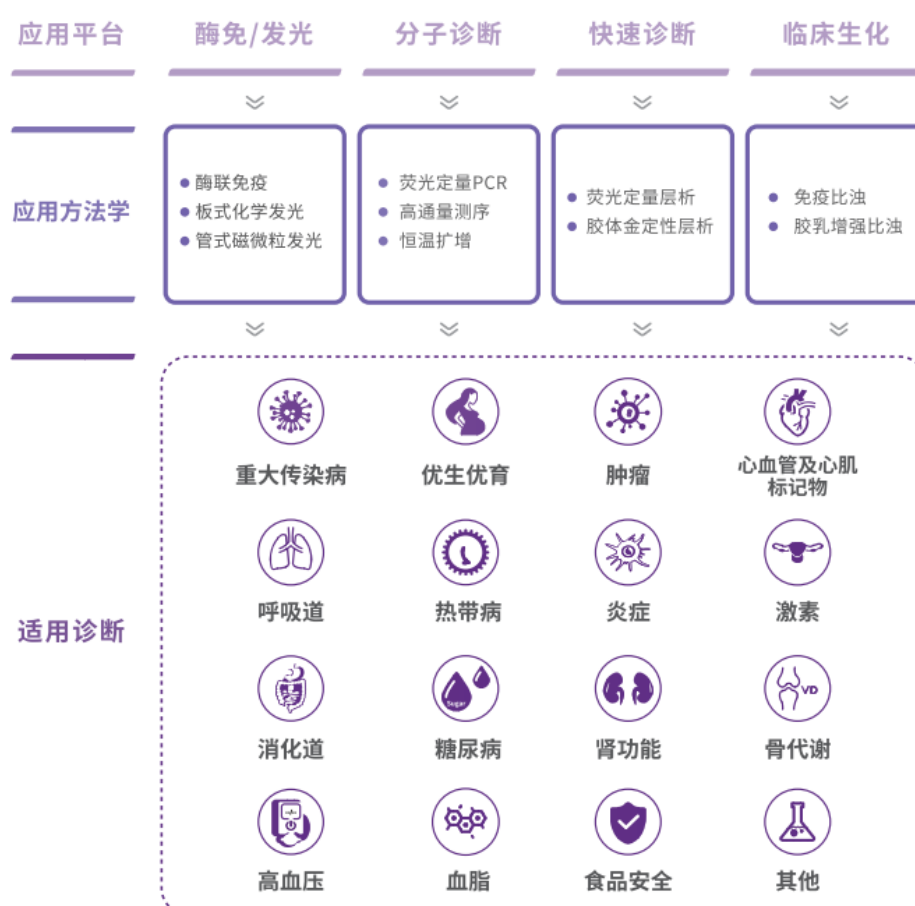 应用平台
酶免/发光
分子诊断
快速诊断
临床生化
应用方法学
酶联免疫
板式化学发光
管式磁微粒发光
荧光定量PCR
高通量测序
恒温扩增
荧光定量层析
胶体金定性层析
免疫比浊
胶乳增强比浊
适用诊断
重大传染病
优生优育
肿瘤
心血管及心肌
标记物
呼吸道
热带病
炎症
激素
消化道
Sugar
糖尿病
肾功能
VD
骨代谢
高血压
血脂
食品安全
其他